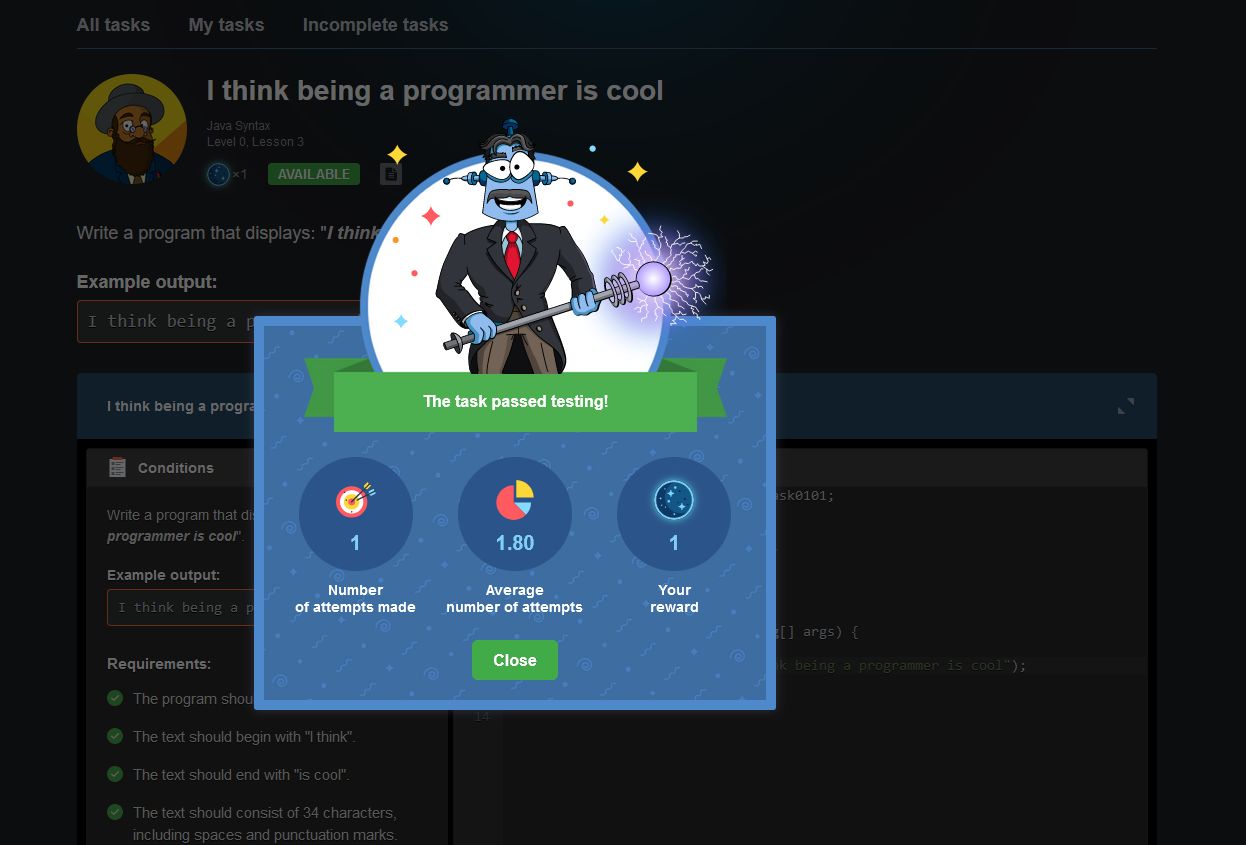 All tasks My tasks Incomplete tasks
I think being a programmer is cool
Java Syntax
Level 0, Lesson 3
×1 AVAILABLE
Write a program that displays: "I think
Example output:
I think being a p
The task passed testing!
I think being a progra
Conditions
ask0101;
Write a program that di
programmer is cool".
1 1.80 1
Example output:
Number
of attempts made
Average
number of attempts
Your
reward
I think being a p
g[] args) {
Close
Requirements:
nk being a programmer is cool");
The program shou
14
The text should begin with "I think".
The text should end with "is cool".
The text should consist of 34 characters,
including spaces and punctuation marks.